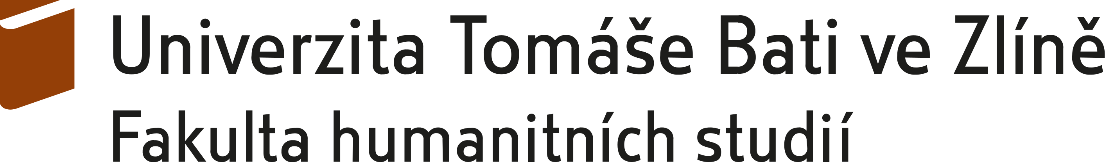 Univerzita Tomáše Bati ve Zlíně
Fakulta humanitních studií